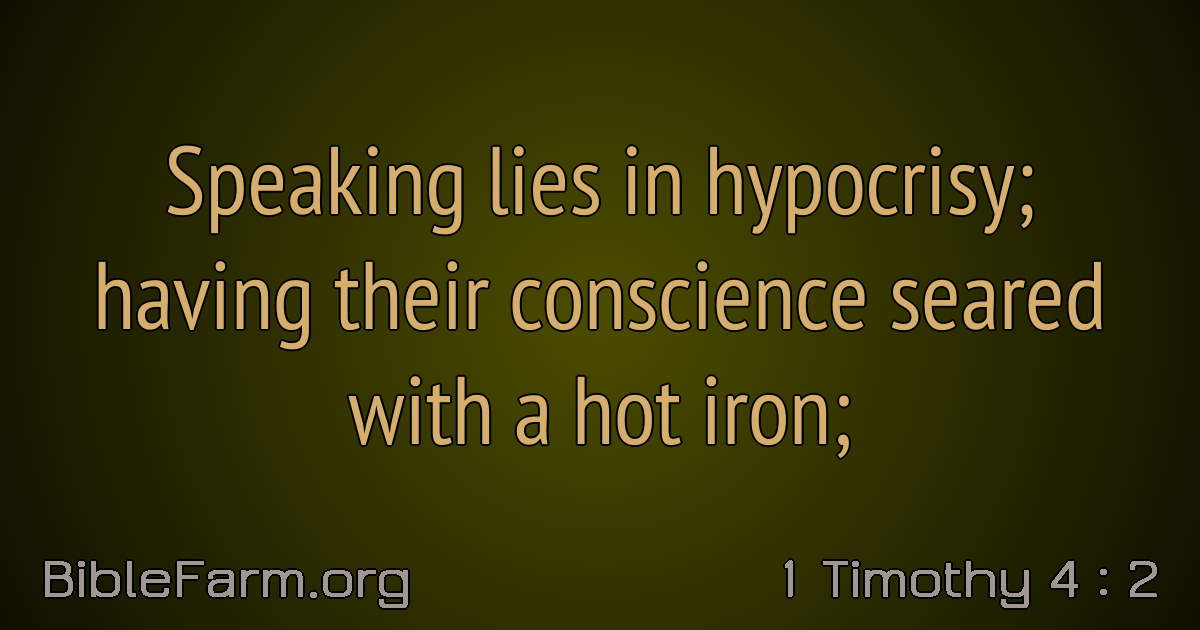 Speaking lies in hypocrisy;
having their conscience seared
with a hot iron;
BibleFarm.org
1 Timothy 4 : 2